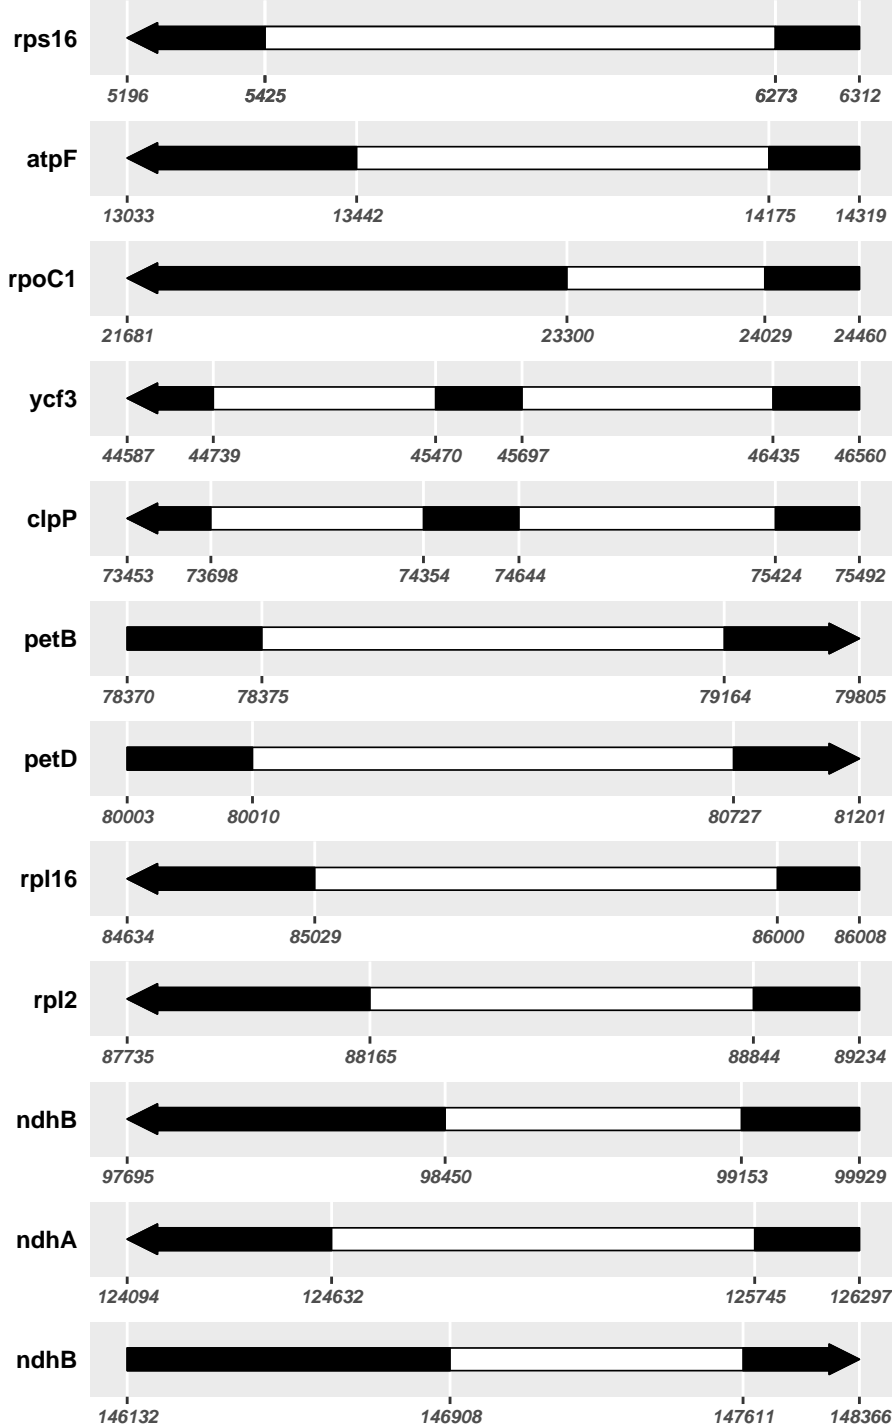 rps16
5196 5425 6273 6312
atpF
13033 13442 14175 14319
rpoC1
21681 23300 24029 24460
ycf3
44587 44739 45470 45697 46435 46560
clpP
73453 73698 74354 74644 75424 75492
petB
78370 78375 79164 79805
petD
80003 80010 80727 81201
rpl16
84634 85029 86000 86008
rpl2
87735 88165 88844 89234
ndhB
97695 98450 99153 99929
ndhA
124094 124632 125745 126297
ndhB
146132 146908 147611 148366